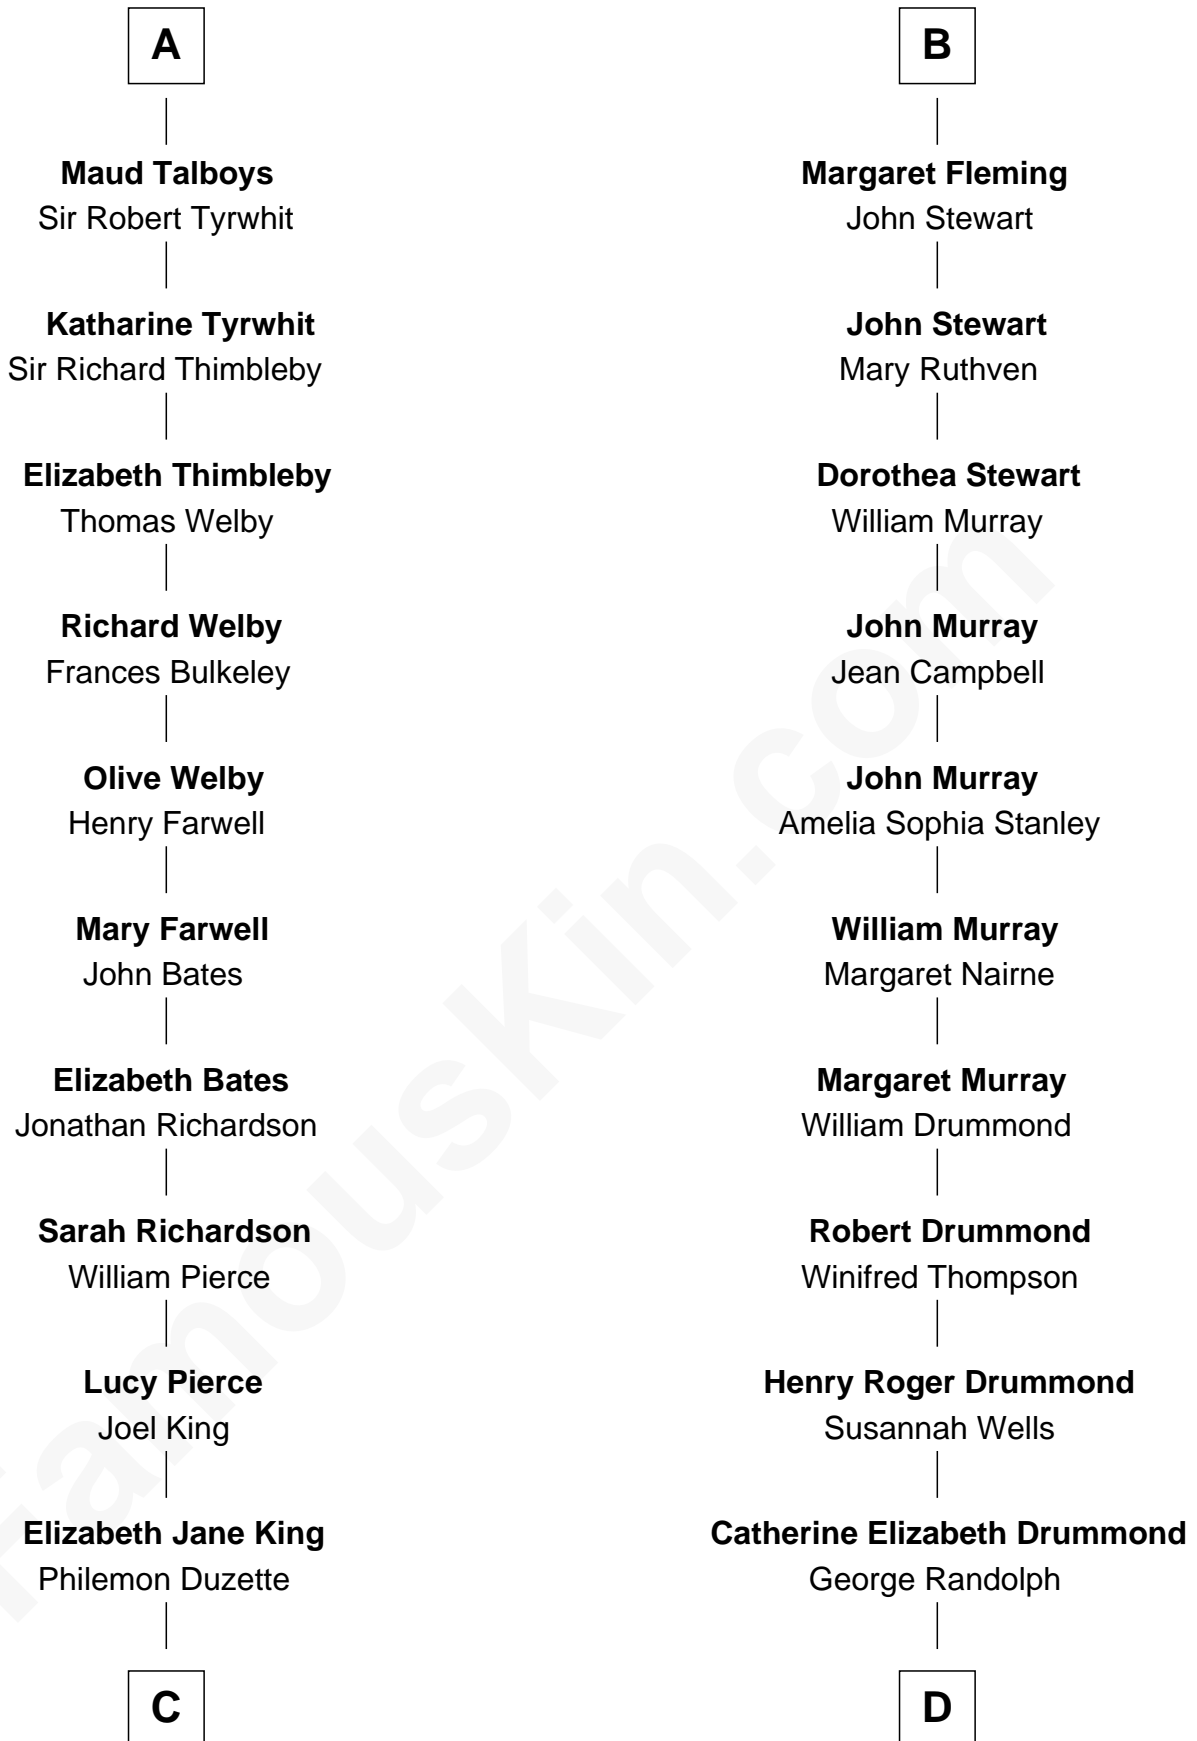 A
Maud Talboys
Sir Robert Tyrwhit
Katharine Tyrwhit
Sir Richard Thimbleby
Elizabeth Thimbleby
Thomas Welby
Richard Welby
Frances Bulkeley
Olive Welby
Henry Farwell
Mary Farwell
John Bates
Elizabeth Bates
Jonathan Richardson
Sarah Richardson
William Pierce
Lucy Pierce
Joel King
Elizabeth Jane King
Philemon Duzette
C
B
Margaret Fleming
John Stewart
John Stewart
Mary Ruthven
Dorothea Stewart
William Murray
John Murray
Jean Campbell
John Murray
Amelia Sophia Stanley
William Murray
Margaret Nairne
Margaret Murray
William Drummond
Robert Drummond
Winifred Thompson
Henry Roger Drummond
Susannah Wells
Catherine Elizabeth Drummond
George Randolph
D
FamousKin.com